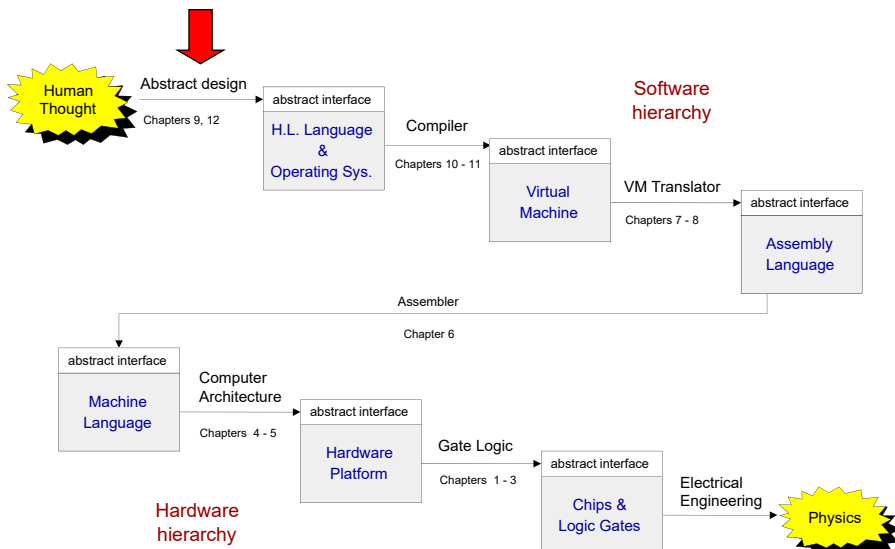 Human
Thought
Abstract design
Chapters 9, 12
abstract interface
H.L. Language
&
Operating Sys.
Compiler
Chapters 10 - 11
Software
hierarchy
abstract interface
Virtual
Machine
VM Translator
Chapters 7 - 8
abstract interface
Assembly
Language
Assembler
Chapter 6
abstract interface
Machine
Language
Computer
Architecture
Chapters 4 - 5
abstract interface
Hardware
Platform
Gate Logic
Chapters 1 - 3
abstract interface
Chips &
Logic Gates
Electrical
Engineering
Physics
Hardware
hierarchy